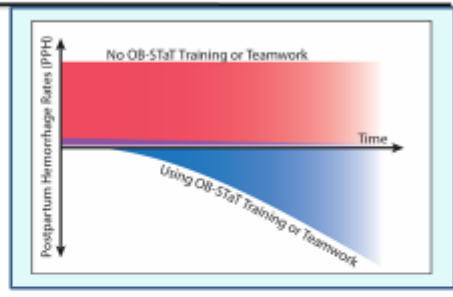 No OB-STaT Training or Teamwork
Postpartum Hemorrhage Rates (PPH)
Time
Using OB-STaT Training or Teamwork